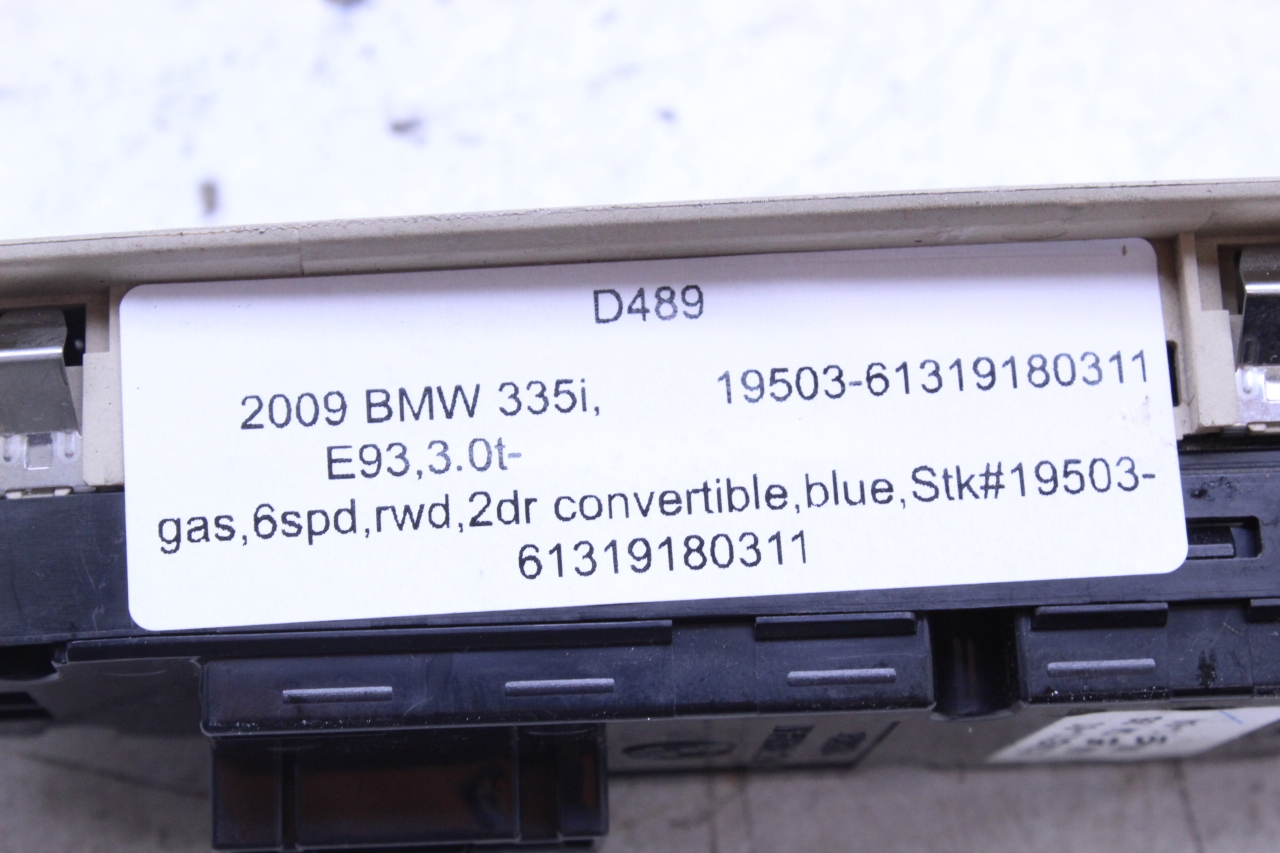 D489
2009 BMW 335i, 19503-61319180311
E93,3.0t-
gas,6spd,rwd,2dr convertible,blue,Stk#19503-
61319180311